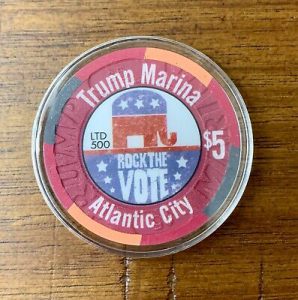 Trump Marina
LTD
500
ROCK THE
VOTE
$5
Atlantic City